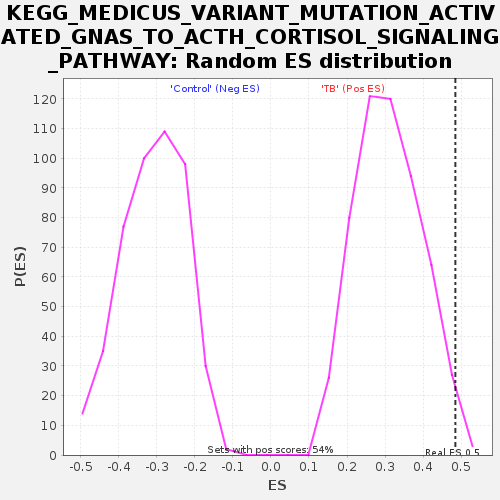 KEGG_MEDICUS_VARIANT_MUTATION_ACTIV
ATED_GNAS_TO_ACTH_CORTISOL_SIGNALING
_PATHWAY: Random ES distribution
'Control' (Neg ES) 'TB' (Pos ES)
120
110
100
90
80
70
60
50
40
30
20
10
0
P(ES)
Sets with pos scores: 54%
Real ES 0.5
-0.5 -0.4 -0.3 -0.2 -0.1 0.0 0.1 0.2 0.3 0.4 0.5
ES